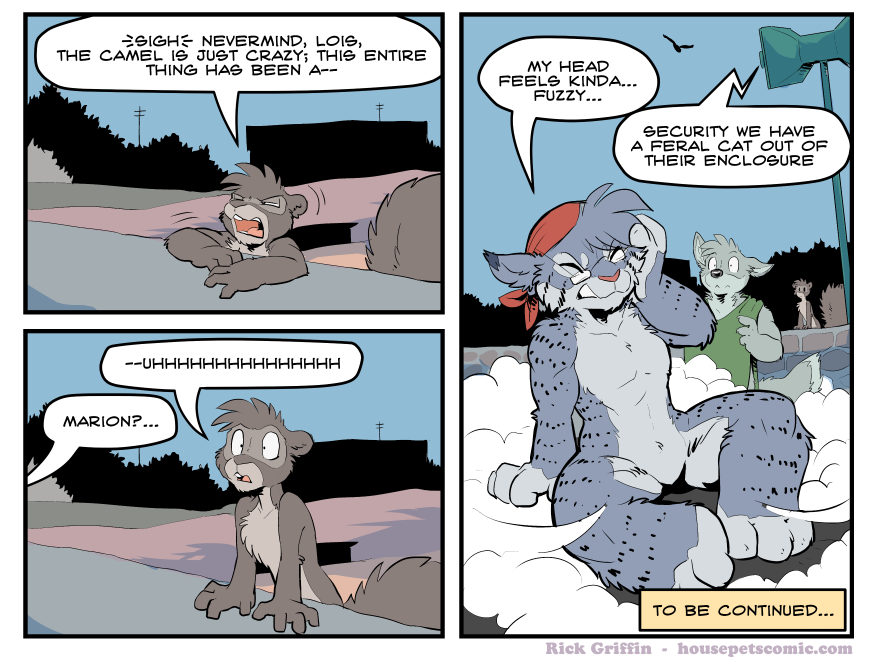 -SIGH- NEVERMIND, LOIS,
THE CAMEL IS JUST CRAZY; THIS ENTIRE
THING HAS BEEN A--
--UHHHHHHHHHHHHHHH
MARION?...
MY HEAD
FEELS KINDA...
FUZZY...
SECURITY WE HAVE
A FERAL CAT OUT OF
THEIR ENCLOSURE
TO BE CONTINUED...
Rick Griffin - housepetscomic.com